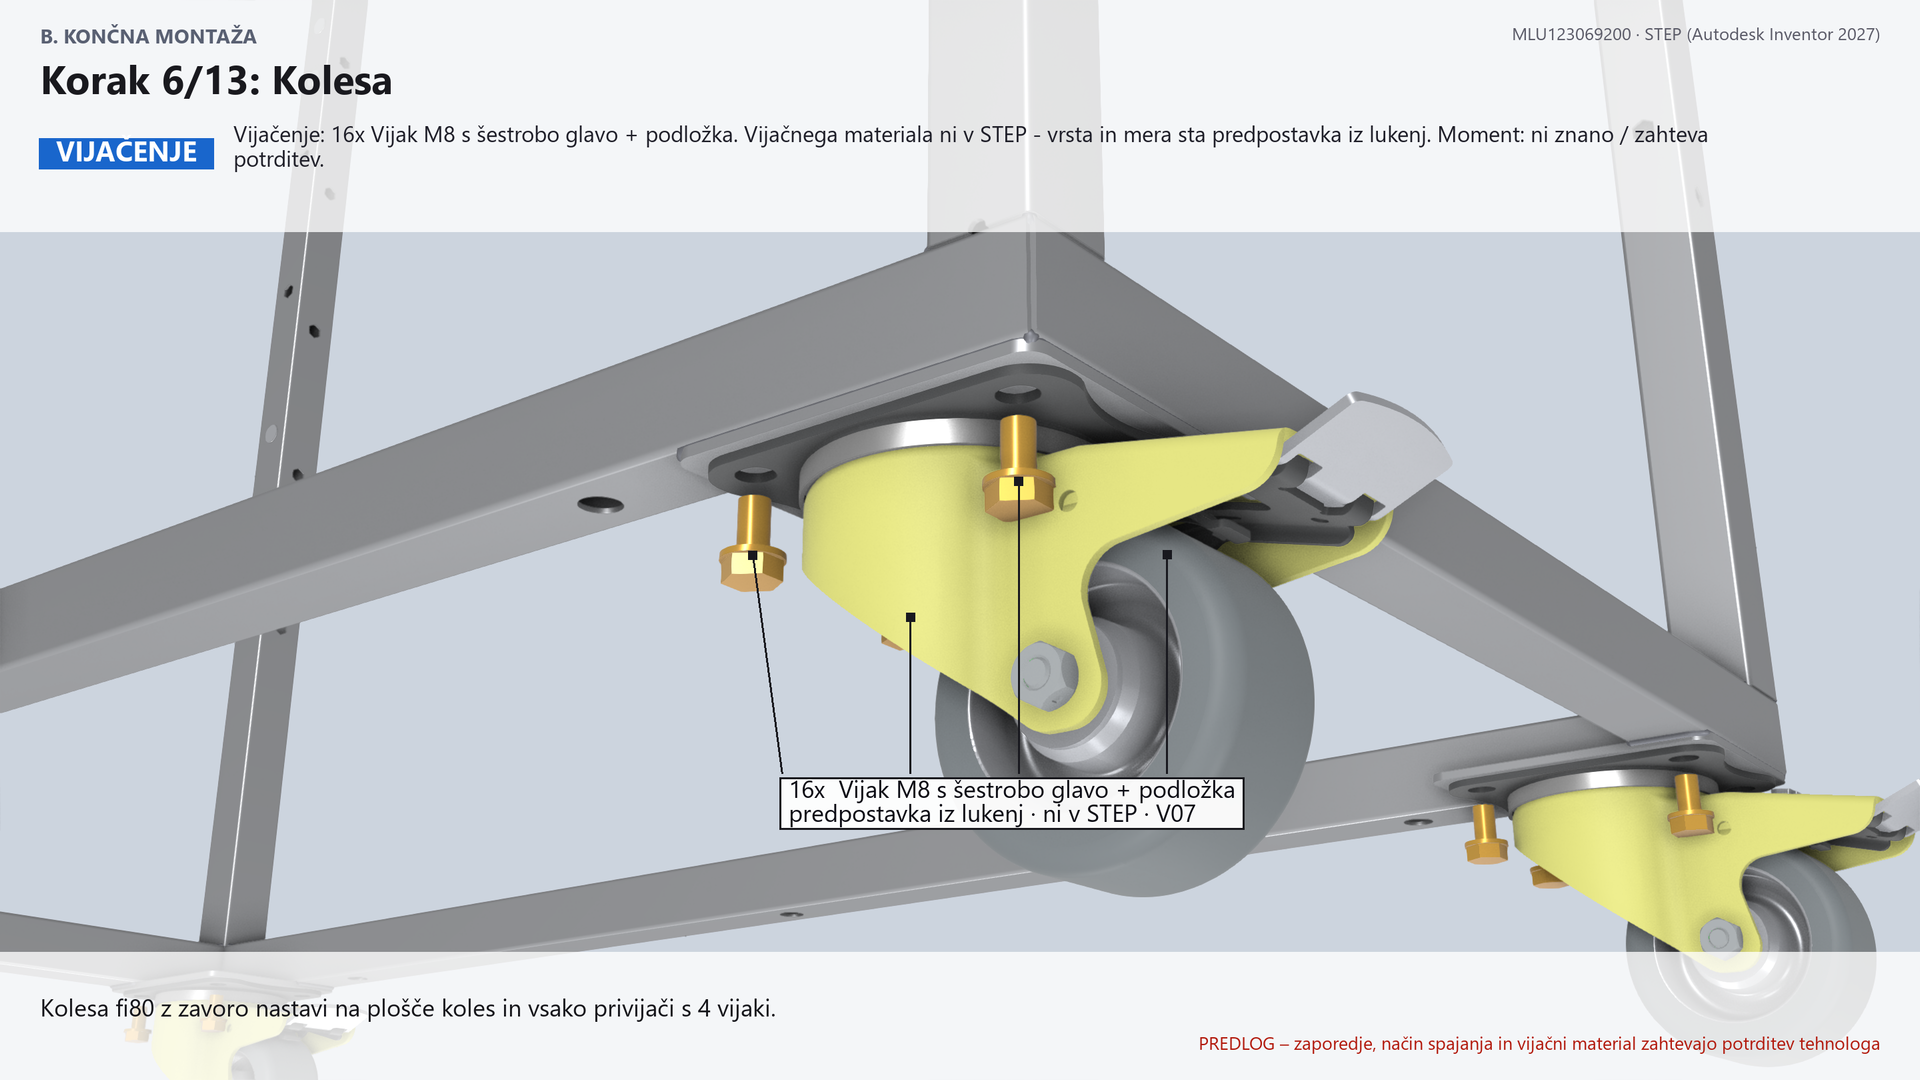 B. KONČNA MONTAŽA
MLU123069200 · STEP (Autodesk Inventor 2027)
Korak 6/13: Kolesa
VIJAČENJE
Vijačenje: 16x Vijak M8 s šestrobo glavo + podložka. Vijačnega materiala ni v STEP - vrsta in mera sta predpostavka iz lukenj. Moment: ni znano / zahteva
potrditev.
16x  Vijak M8 s šestrobo glavo + podložka
predpostavka iz lukenj · ni v STEP · V07
Kolesa fi80 z zavoro nastavi na plošče koles in vsako privijači s 4 vijaki.
PREDLOG – zaporedje, način spajanja in vijačni material zahtevajo potrditev tehnologa